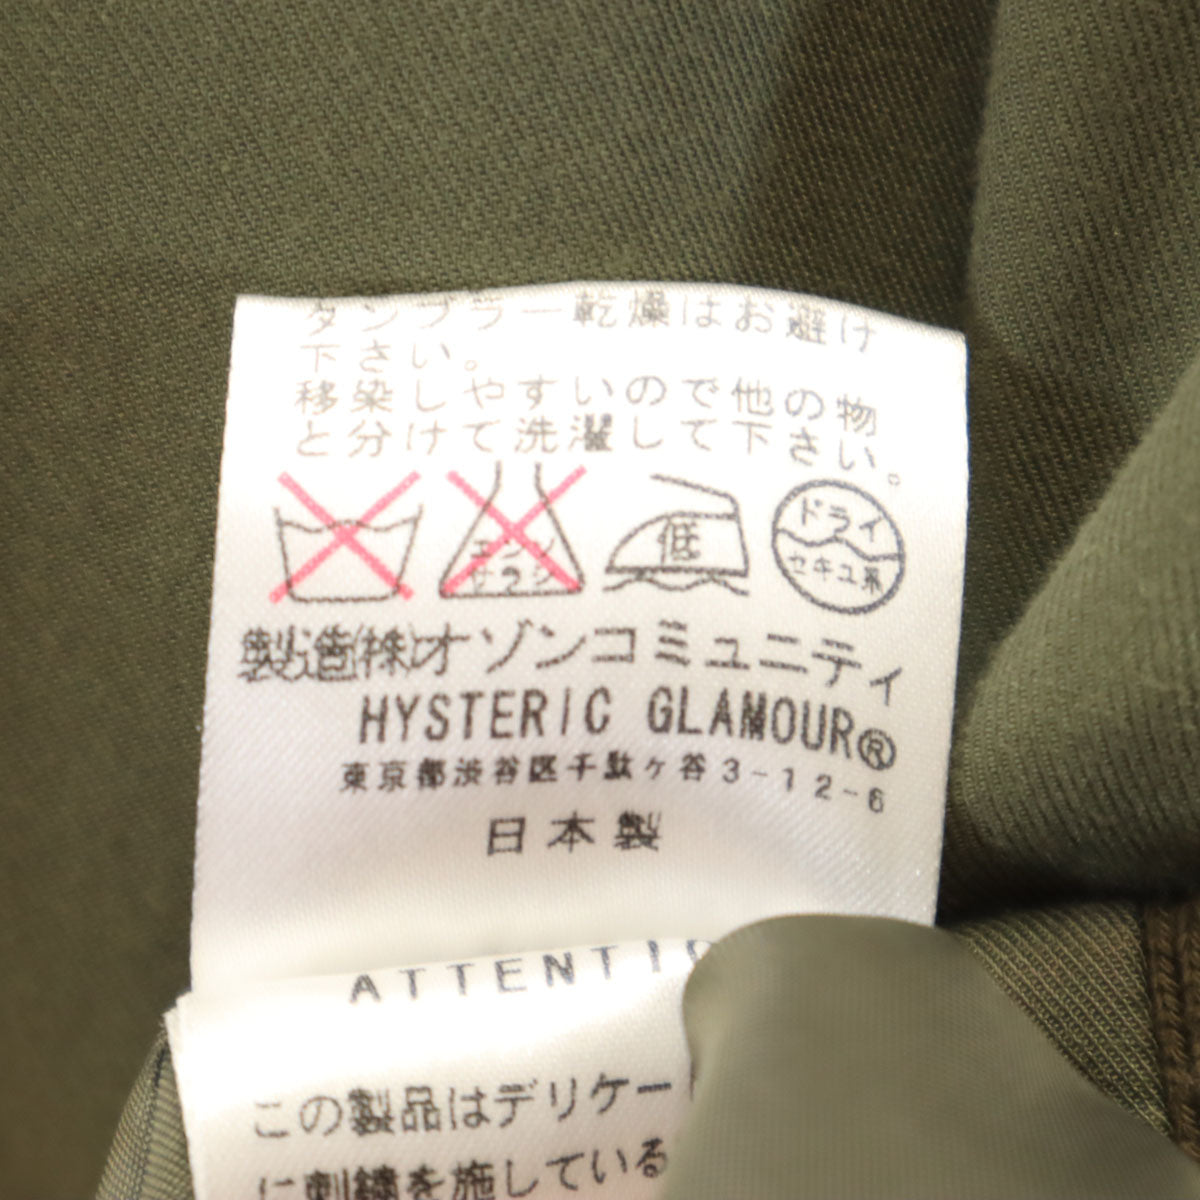 タンブラー乾燥はお避け
下さい。
移染しやすいので他の物
と分けて洗濯して下さい。
エンソ
サラシ
低
ドライ
セキユ系
製造(株)オゾンコミュニティ
HYSTERIC GLAMOUR®
東京都渋谷区千駄ヶ谷3-12-6
日本製
ATTENTIO
この製品はデリケー
に刺繍を施している